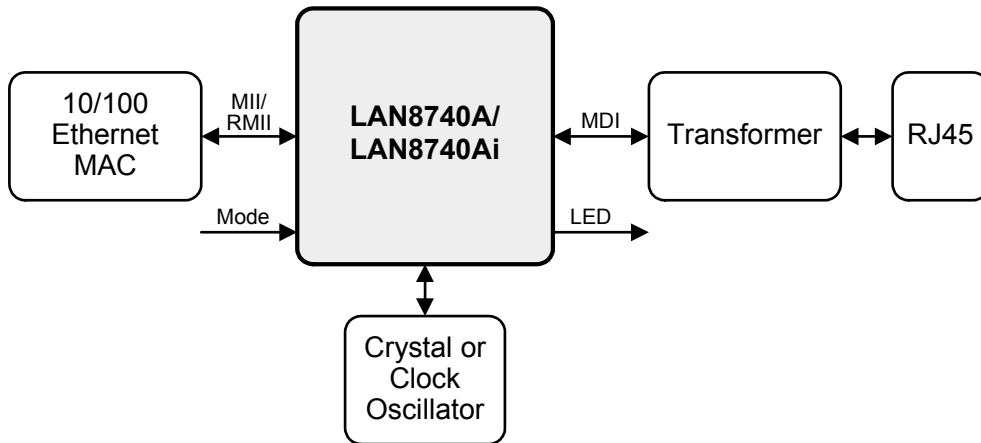 10/100
Ethernet
MAC
MII/
RMII
LAN8740A/
LAN8740Ai
MDI
Transformer
RJ45
Mode
LED
Crystal or
Clock
Oscillator